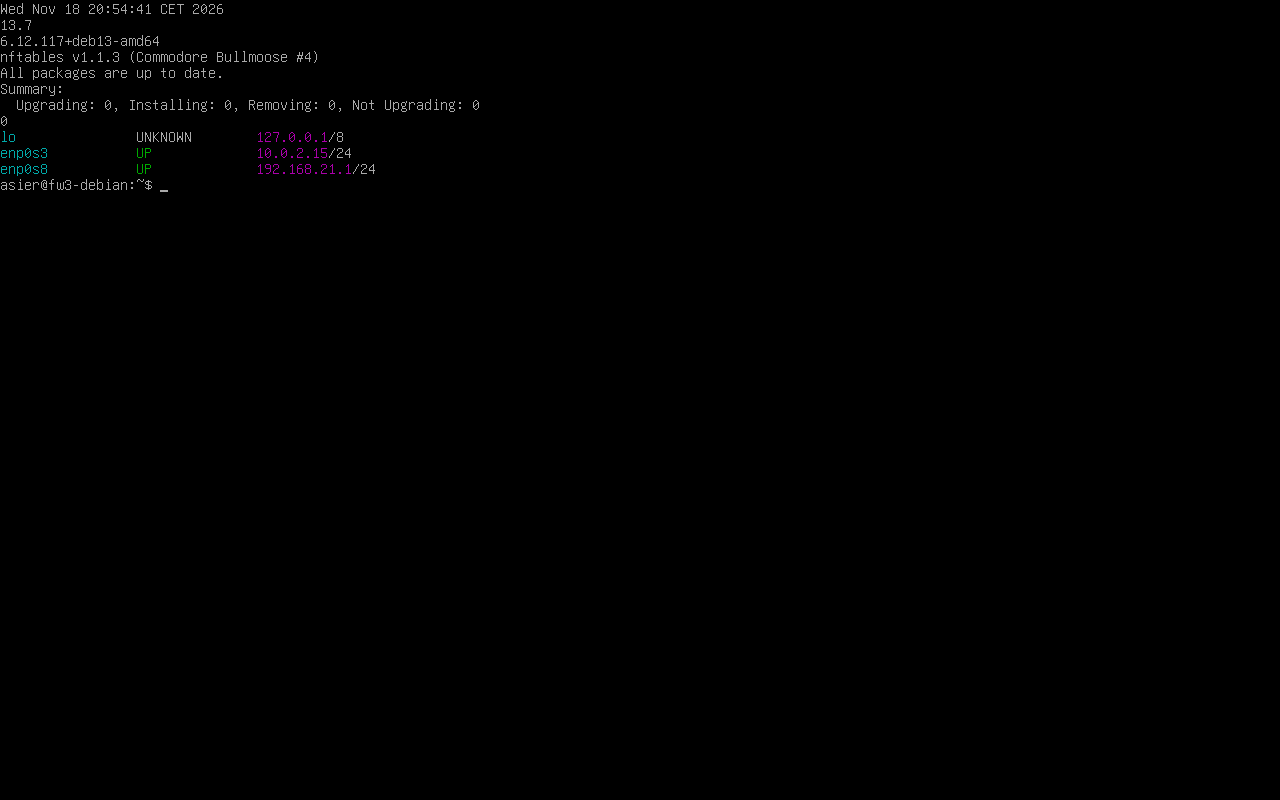 Wed Nov 18 20:54:41 CET 2026
13.7
6.12.117+deb13-amd64
nftables v1.1.3 (Commodore Bullmoose #4)
All packages are up to date.
Summary:
  Upgrading: 0, Installing: 0, Removing: 0, Not Upgrading: 0
0
lo               UNKNOWN        127.0.0.1/8
enp0s3           UP             10.0.2.15/24
enp0s8           UP             192.168.21.1/24
asier@fw3-debian:~$ _